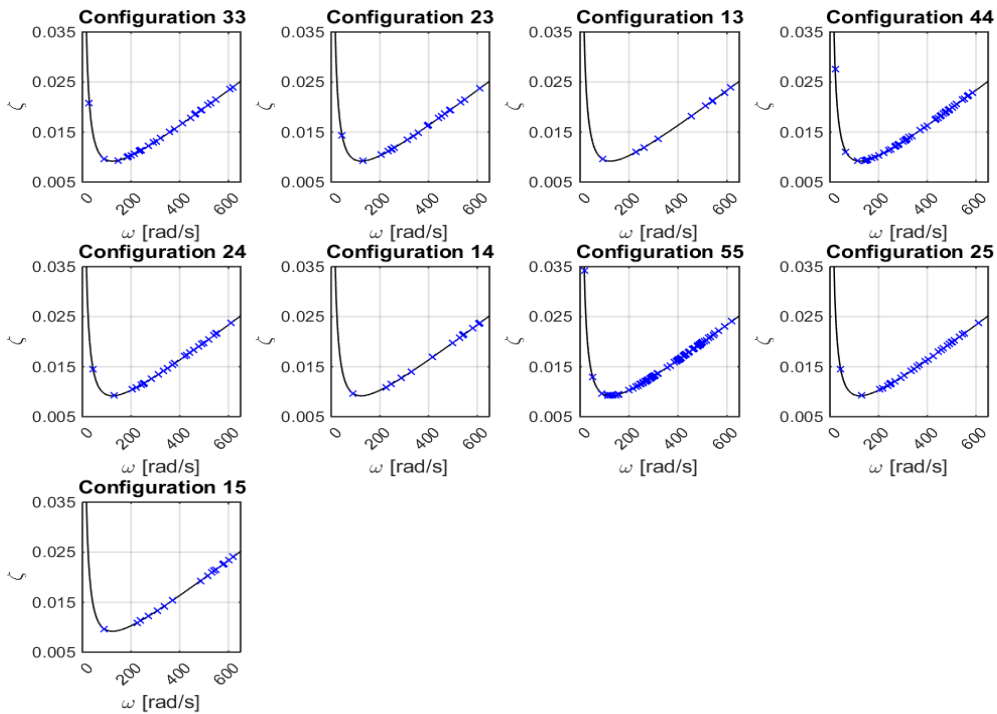 Configuration 33
0.035
0.025
0.015
0.005
ζ
0
200
400
600
ω [rad/s]
Configuration 23
0.035
0.025
0.015
0.005
ζ
0
200
400
600
ω [rad/s]
Configuration 13
0.035
0.025
0.015
0.005
ζ
0
200
400
600
ω [rad/s]
Configuration 44
0.035
0.025
0.015
0.005
ζ
0
200
400
600
ω [rad/s]
Configuration 24
0.035
0.025
0.015
0.005
ζ
0
200
400
600
ω [rad/s]
Configuration 14
0.035
0.025
0.015
0.005
ζ
0
200
400
600
ω [rad/s]
Configuration 55
0.035
0.025
0.015
0.005
ζ
0
200
400
600
ω [rad/s]
Configuration 25
0.035
0.025
0.015
0.005
ζ
0
200
400
600
ω [rad/s]
Configuration 15
0.035
0.025
0.015
0.005
ζ
0
200
400
600
ω [rad/s]